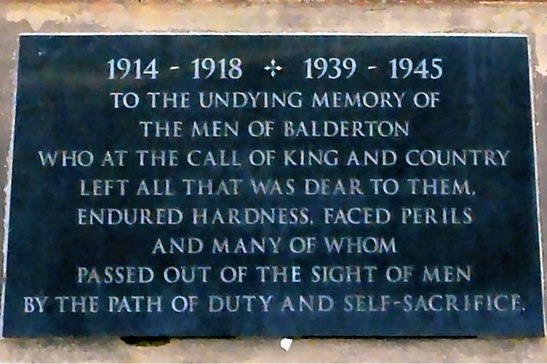 1914 - 1918 ✣ 1939 - 1945
TO THE UNDYING MEMORY OF
THE MEN OF BALDERTON
WHO AT THE CALL OF KING AND COUNTRY
LEFT ALL THAT WAS DEAR TO THEM,
ENDURED HARDNESS, FACED PERILS
AND MANY OF WHOM
PASSED OUT OF THE SIGHT OF MEN
BY THE PATH OF DUTY AND SELF-SACRIFICE.